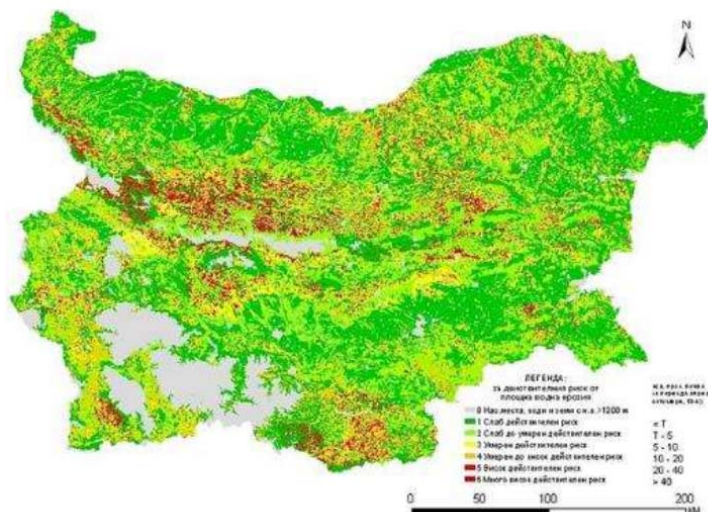 N
ЛЕГЕНДА:
за действителния риск от
площна водна ерозия
0 Нас. места, води и земи с н.в. >1200 м
1 Слаб действителен риск
2 Слаб до умерен действителен риск
3 Умерен действителен риск
4 Умерен до висок действителен риск
5 Висок действителен риск
6 Много висок действителен риск
< T
T - 5
5 - 10
10 - 20
20 - 40
> 40
0 50 100 200
КМ